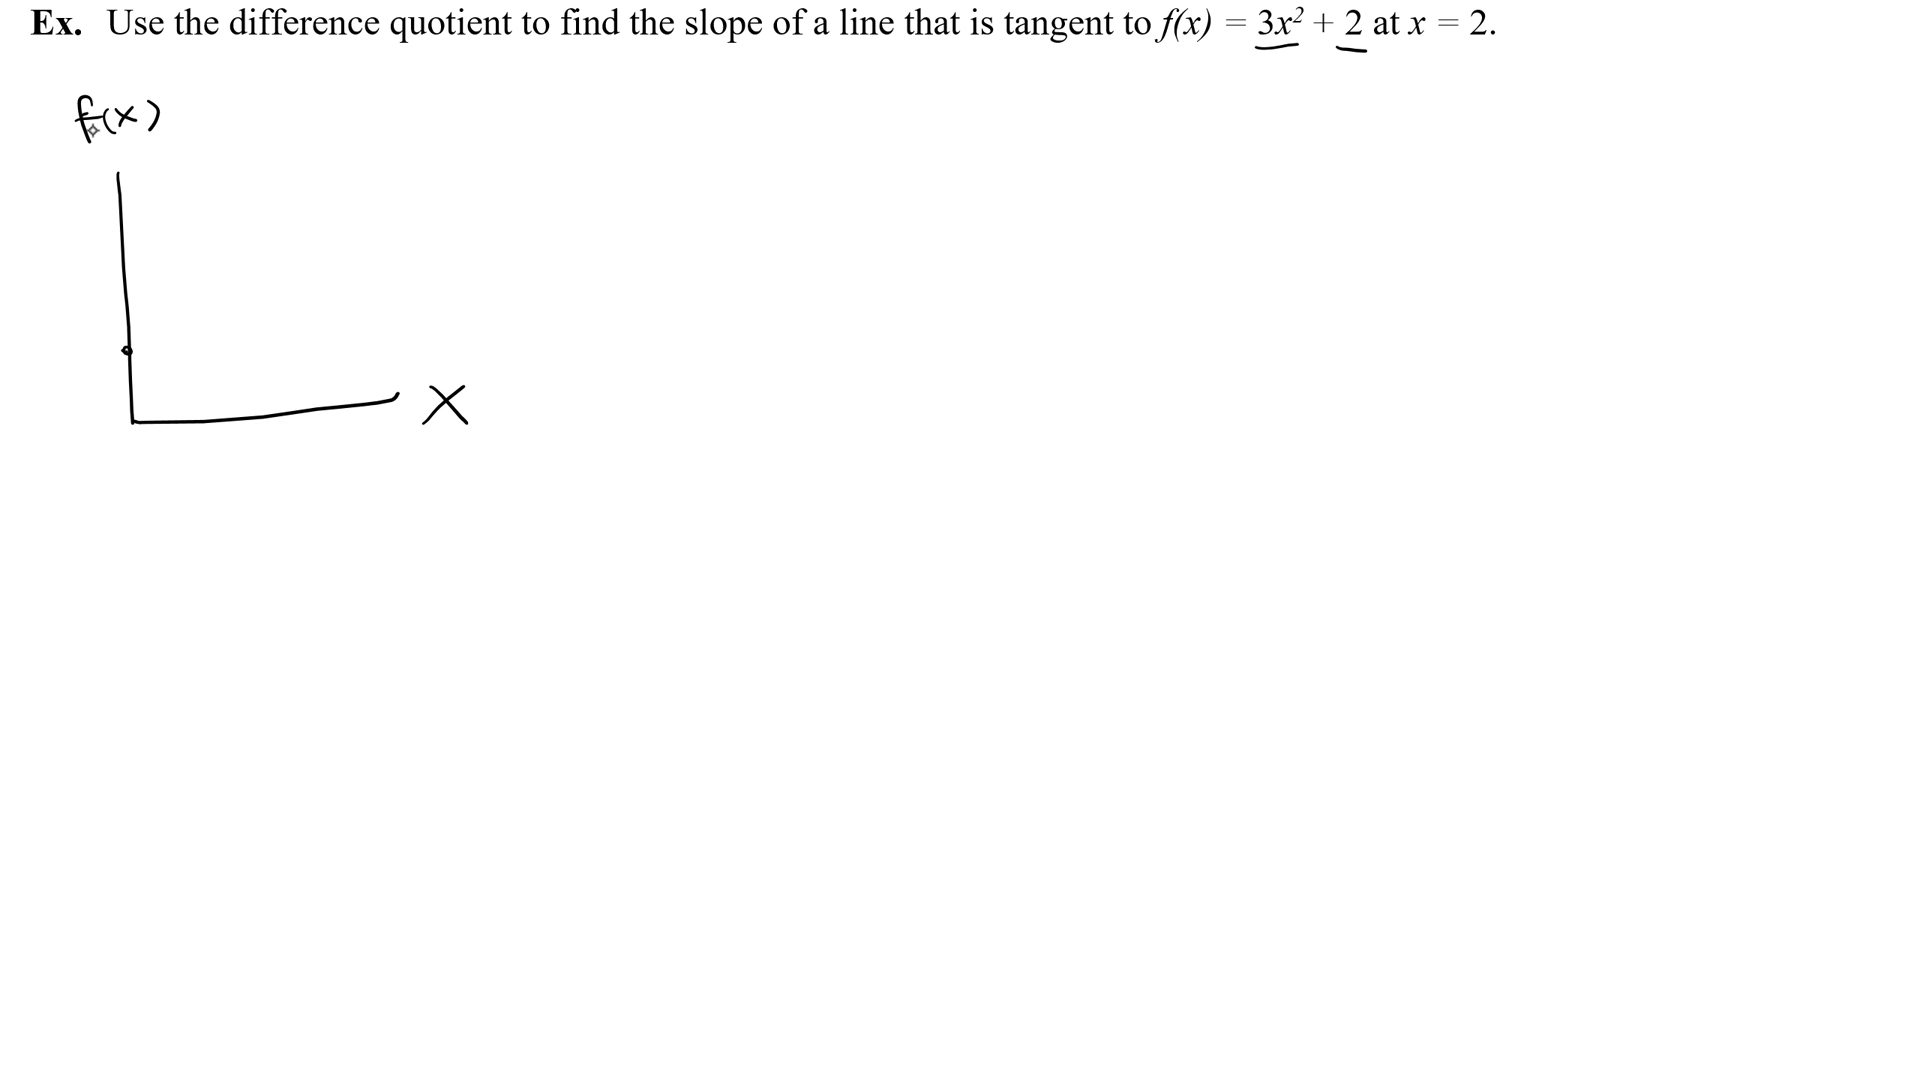 Ex. Use the difference quotient to find the slope of a line that is tangent to f(x) = 3x² + 2 at x = 2.
f(x)
X